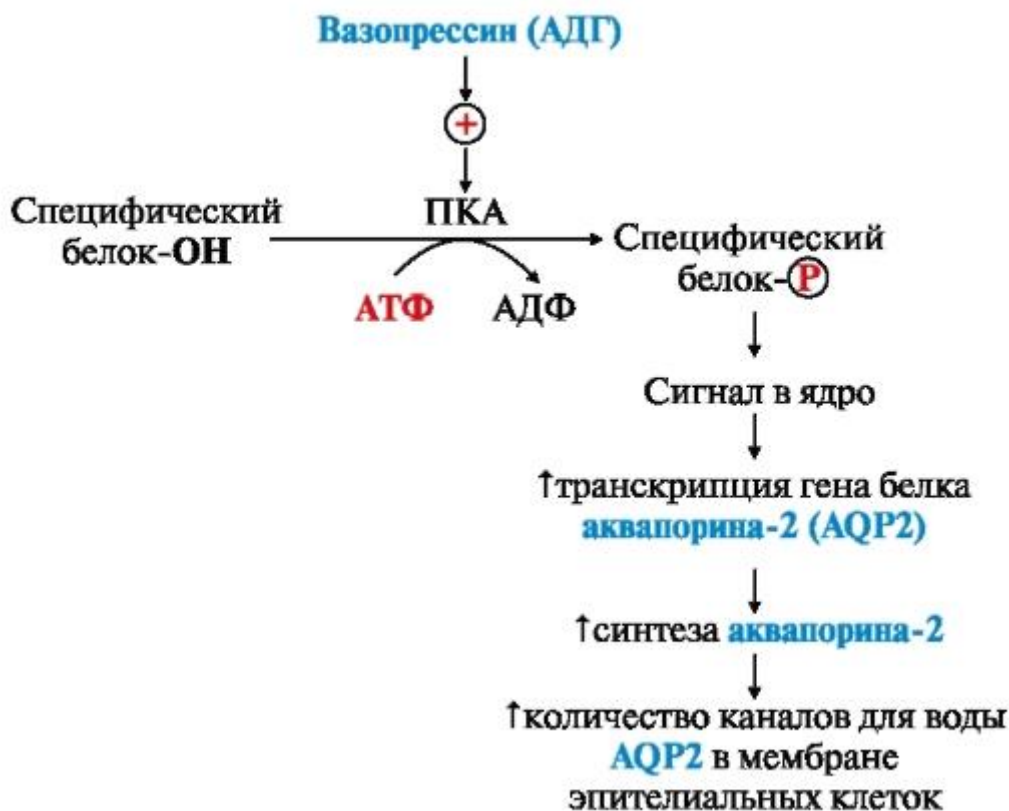 Вазопрессин (АДГ)
+
Специфический
белок-ОН
ПКА
АТФ
АДФ
Специфический
белок-P
Сигнал в ядро
↑транскрипция гена белка
аквапорина-2 (AQP2)
↑синтеза аквапорина-2
↑количество каналов для воды
AQP2 в мембране
эпителиальных клеток